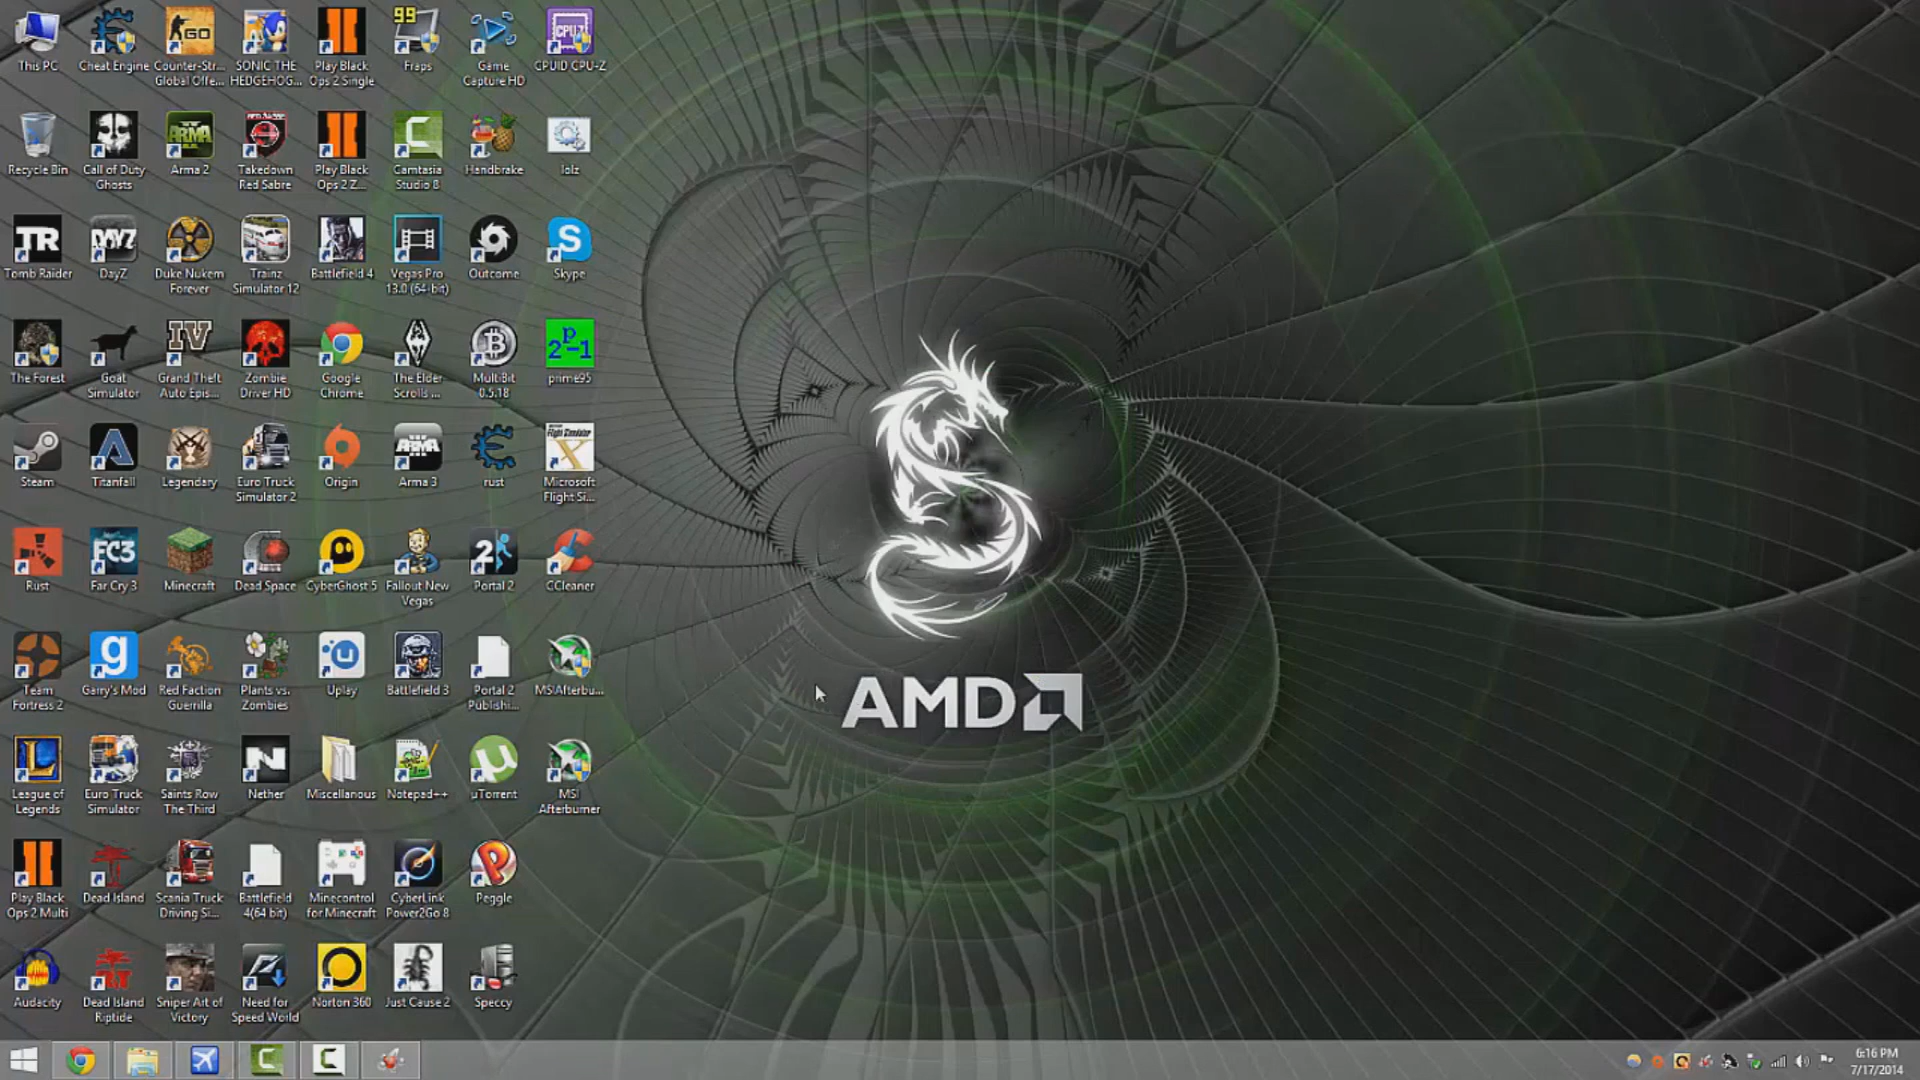 This PC
Cheat Engine
Counter-Str...
Global Offe...
SONIC THE
HEDGEHOG...
Play Black
Ops 2 Single
Fraps
Game
Capture HD
CPUID CPU-Z
Recycle Bin
Call of Duty
Ghosts
Arma 2
Takedown
Red Sabre
Play Black
Ops 2 Z...
Camtasia
Studio 8
Handbrake
lolz
Tomb Raider
DayZ
Duke Nukem
Forever
Trainz
Simulator 12
Battlefield 4
Vegas Pro
13.0 (64-bit)
Outcome
Skype
The Forest
Goat
Simulator
Grand Theft
Auto Epis...
Zombie
Driver HD
Google
Chrome
The Elder
Scrolls ...
MultiBit
0.5.18
prime95
Steam
Titanfall
Legendary
Euro Truck
Simulator 2
Origin
Arma 3
rust
Microsoft
Flight Si...
Rust
Far Cry 3
Minecraft
Dead Space
CyberGhost 5
Fallout New
Vegas
Portal 2
CCleaner
Team
Fortress 2
Garry's Mod
Red Faction
Guerrilla
Plants vs.
Zombies
Uplay
Battlefield 3
Portal 2
Publishi...
MSIAfterbu...
AMD
League of
Legends
Euro Truck
Simulator
Saints Row
The Third
Nether
Miscellanous
Notepad++
µTorrent
MSI
Afterburner
Play Black
Ops 2 Multi
Dead Island
Scania Truck
Driving Si...
Battlefield
4(64 bit)
Minecontrol
for Minecraft
CyberLink
Power2Go 8
Peggle
Audacity
Dead Island
Riptide
Sniper Art of
Victory
Need for
Speed World
Norton 360
Just Cause 2
Speccy
6:16 PM
7/17/2014